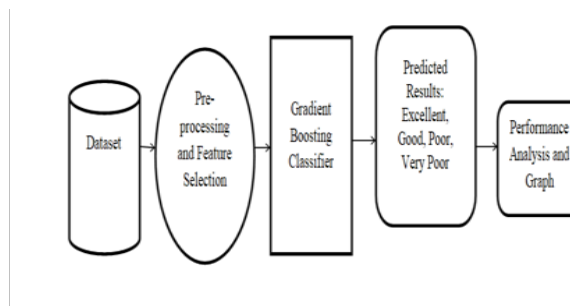 Dataset
Pre-
processing
and Feature
Selection
Gradient
Boosting
Classifier
Predicted
Results:
Excellent,
Good, Poor,
Very Poor
Performance
Analysis and
Graph